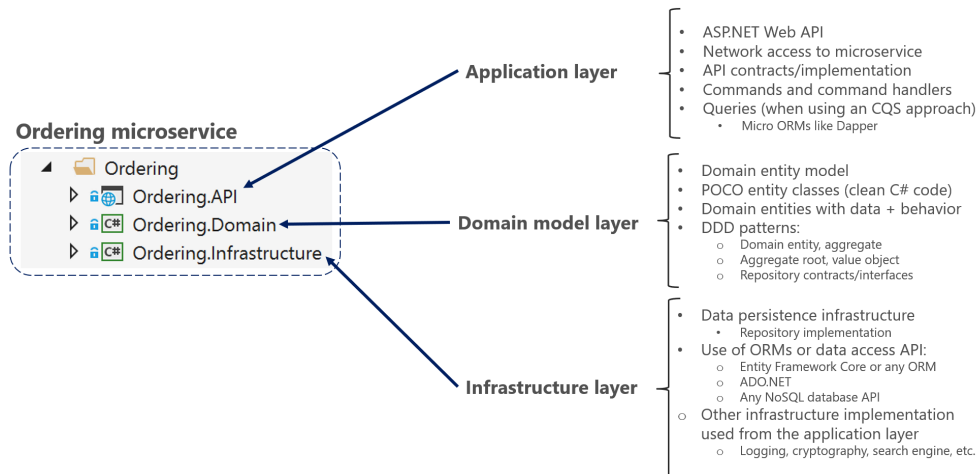 Ordering microservice
Ordering
Ordering.API
C# Ordering.Domain
C# Ordering.Infrastructure
Application layer
• ASP.NET Web API
• Network access to microservice
• API contracts/implementation
• Commands and command handlers
• Queries (when using an CQS approach)
• Micro ORMs like Dapper
Domain model layer
• Domain entity model
• POCO entity classes (clean C# code)
• Domain entities with data + behavior
• DDD patterns:
o Domain entity, aggregate
o Aggregate root, value object
o Repository contracts/interfaces
Infrastructure layer
• Data persistence infrastructure
• Repository implementation
• Use of ORMs or data access API:
o Entity Framework Core or any ORM
o ADO.NET
o Any NoSQL database API
o Other infrastructure implementation
used from the application layer
o Logging, cryptography, search engine, etc.